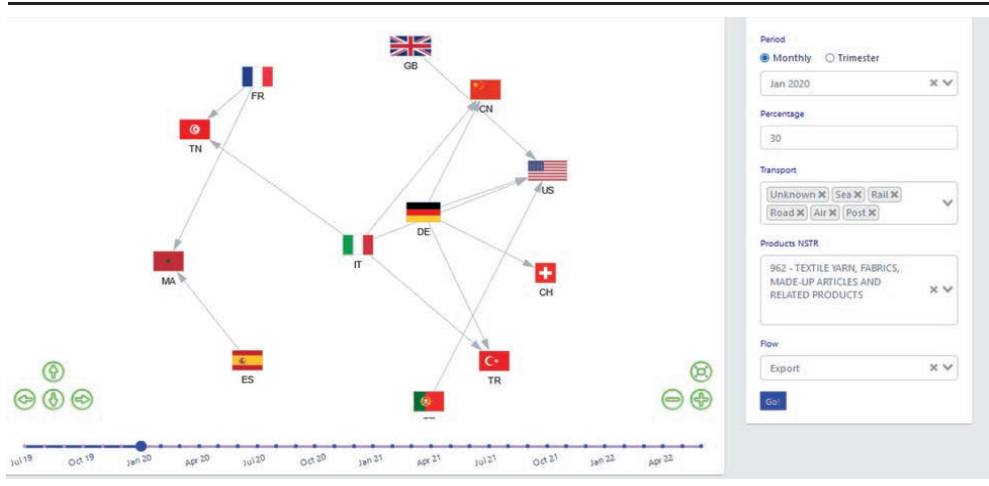 GB
FR
CN
TN
US
DE
IT
MA
CH
TR
ES
Jul 19
Oct 19
Jan 20
Apr 20
Jul 20
Oct 20
Jan 21
Apr 21
Jul 21
Oct 21
Jan 22
Apr 22
Period
Monthly
Trimester
Jan 2020
Percentage
30
Transport
Unknown Sea Rail
Road Air Post
Products NSTR
962 - TEXTILE YARN, FABRICS,
MADE-UP ARTICLES AND
RELATED PRODUCTS
Flow
Export
Go!